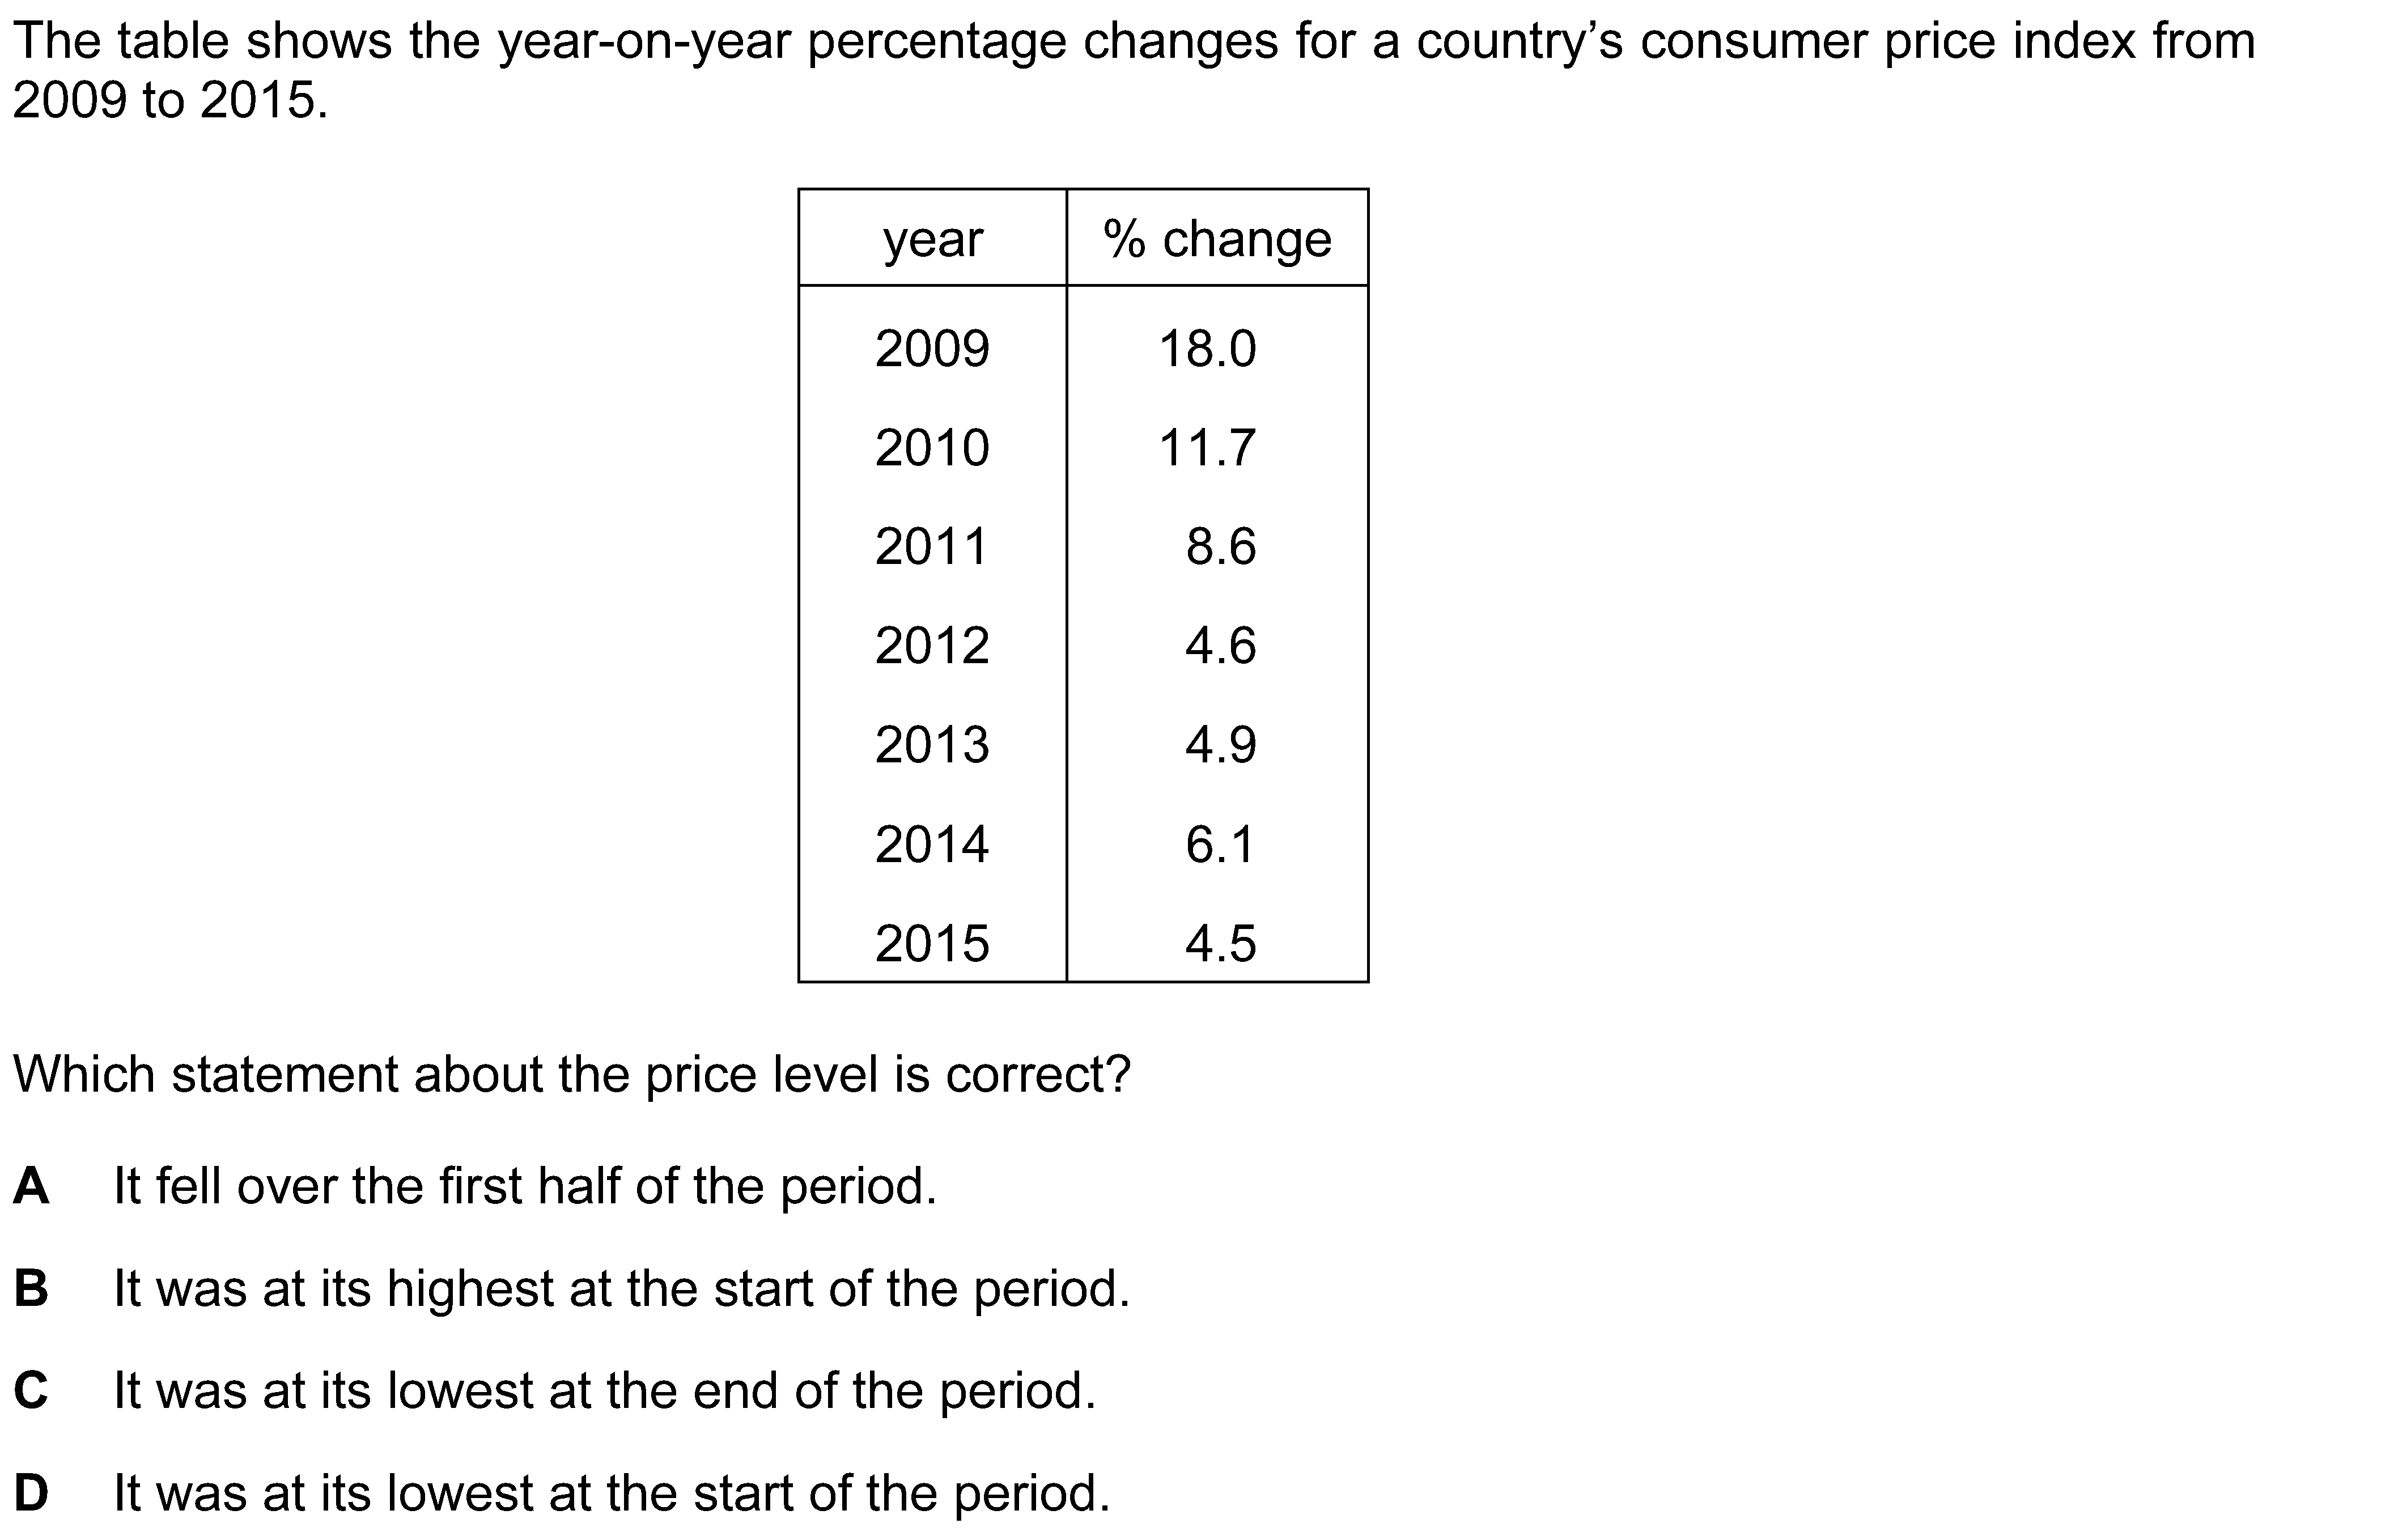 The table shows the year-on-year percentage changes for a country’s consumer price index from
2009 to 2015.
year % change
2009 18.0
2010 11.7
2011 8.6
2012 4.6
2013 4.9
2014 6.1
2015 4.5
Which statement about the price level is correct?
A It fell over the first half of the period.
B It was at its highest at the start of the period.
C It was at its lowest at the end of the period.
D It was at its lowest at the start of the period.